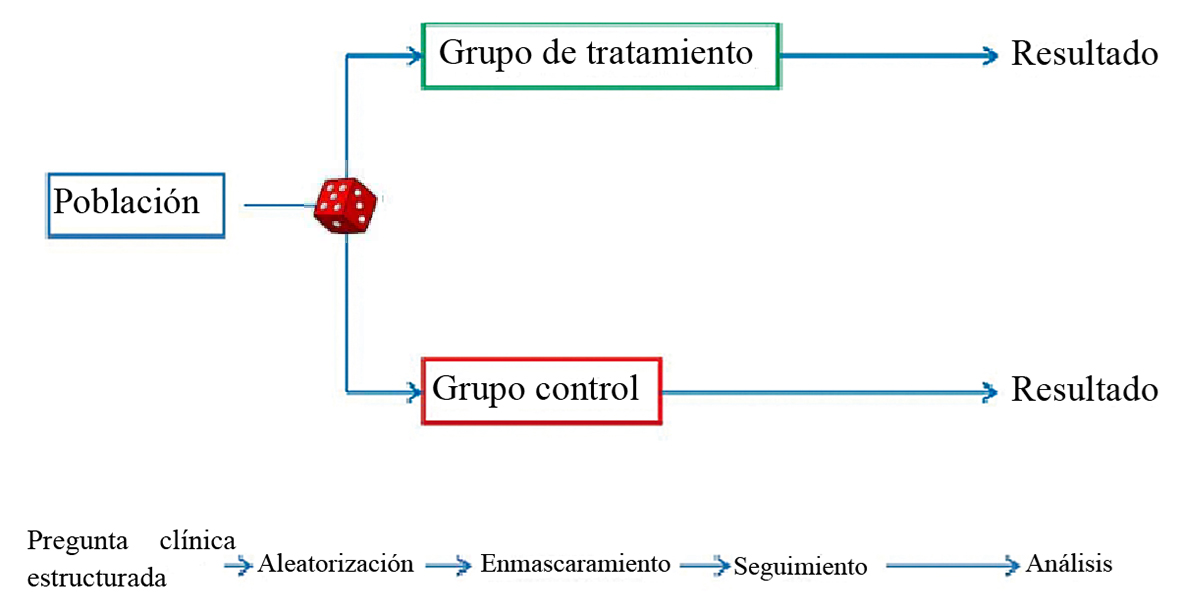 Grupo de tratamiento
Resultado
Población
Grupo control
Resultado
Pregunta clínica
estructurada
Aleatorización
Enmascaramiento
Seguimiento
Análisis